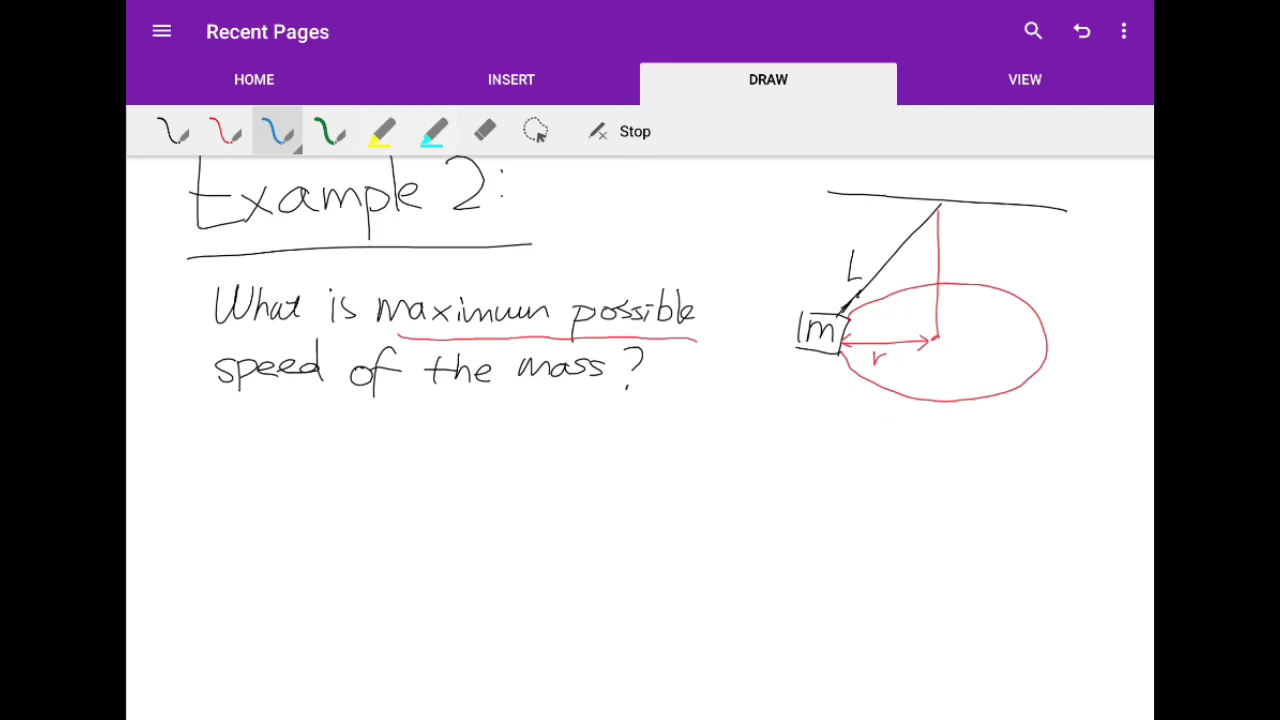 Recent Pages
HOME INSERT DRAW VIEW
Stop
Example 2:
What is maximum possible
speed of the mass?
L
m
r